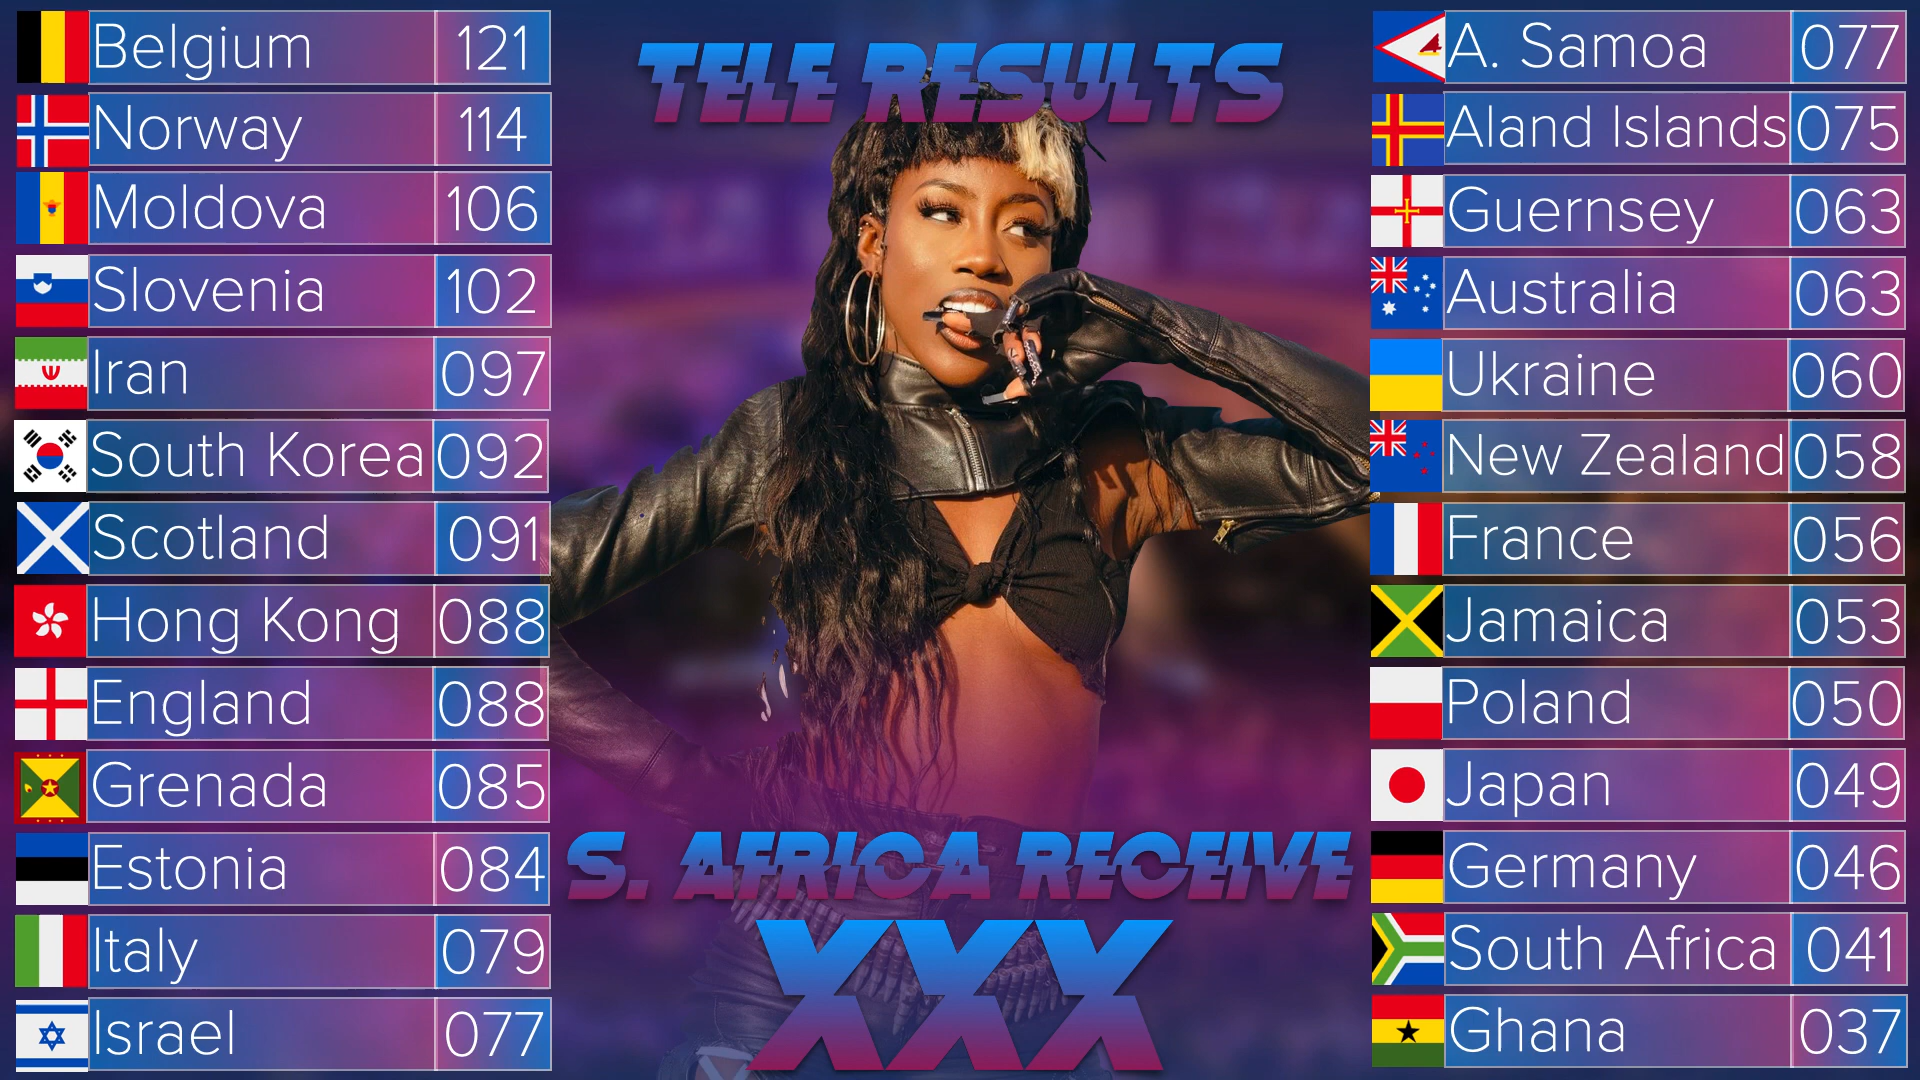 Belgium 121
Norway 114
Moldova 106
Slovenia 102
Iran 097
South Korea 092
Scotland 091
Hong Kong 088
England 088
Grenada 085
Estonia 084
Italy 079
Israel 077
TELE RESULTS
S. AFRICA RECEIVE
XXX
A. Samoa 077
Aland Islands 075
Guernsey 063
Australia 063
Ukraine 060
New Zealand 058
France 056
Jamaica 053
Poland 050
Japan 049
Germany 046
South Africa 041
Ghana 037